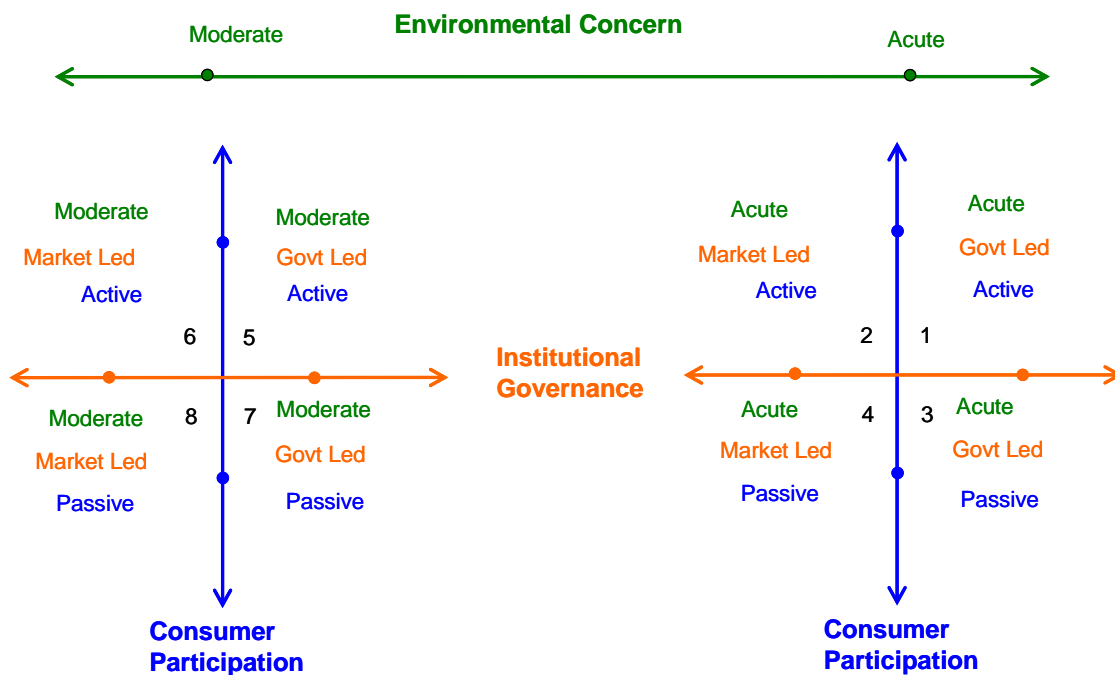 Environmental Concern
Moderate
Acute
Moderate
Market Led
Active
6
Moderate
Govt Led
Active
5
Moderate
Market Led
Passive
8
Moderate
Govt Led
Passive
7
Consumer
Participation
Institutional
Governance
Acute
Market Led
Active
2
Acute
Govt Led
Active
1
Acute
Market Led
Passive
4
Acute
Govt Led
Passive
3
Consumer
Participation